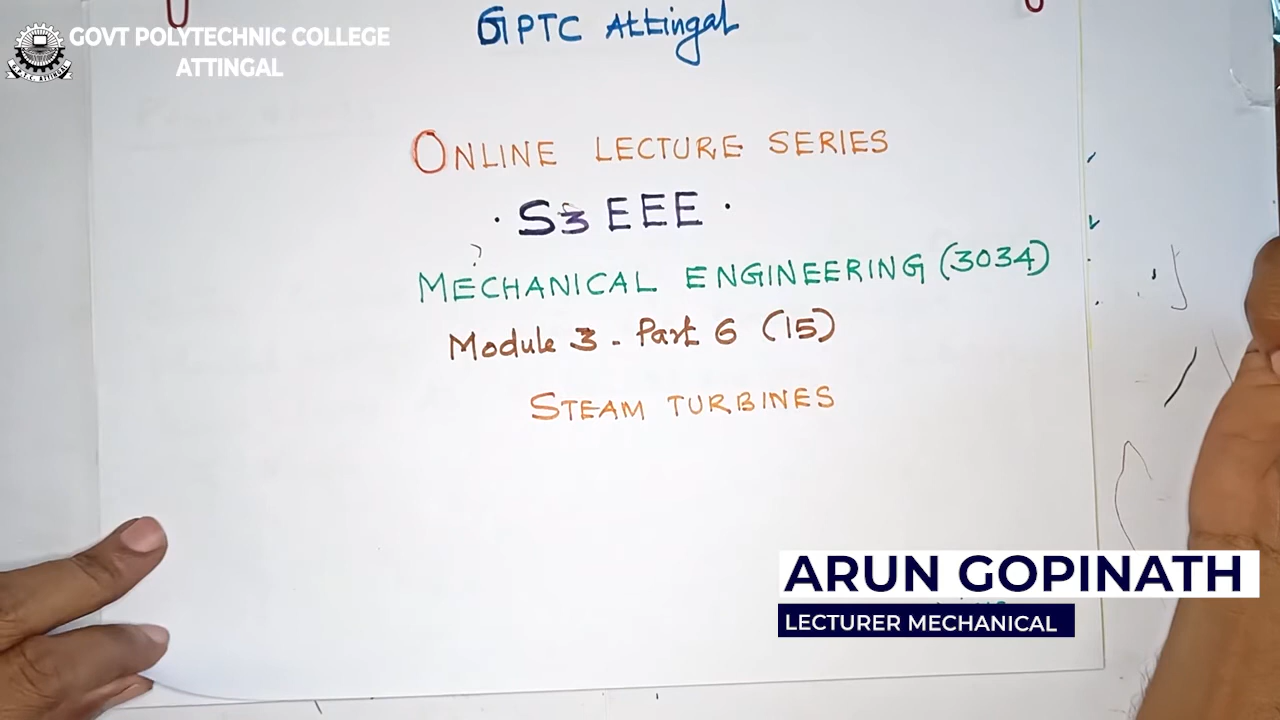 GOVT POLYTECHNIC COLLEGE
ATTINGAL
GPTC Attingal
ONLINE LECTURE SERIES
· S3 EEE ·
MECHANICAL ENGINEERING (3034)
Module 3 - Part 6 (15)
STEAM TURBINES
ARUN GOPINATH
LECTURER MECHANICAL